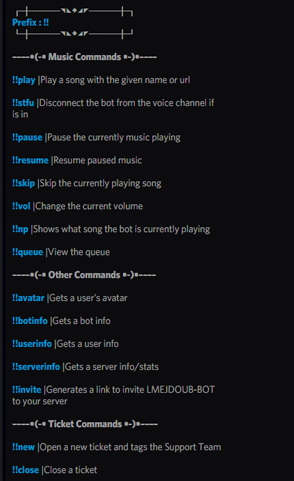 Prefix : !!
----•(-• Music Commands •-)•----
!!play |Play a song with the given name or url
!!stfu |Disconnect the bot from the voice channel if
is in
!!pause |Pause the currently music playing
!!resume |Resume paused music
!!skip |Skip the currently playing song
!!vol |Change the current volume
!!np |Shows what song the bot is currently playing
!!queue |View the queue
----•(-• Other Commands •-)•----
!!avatar |Gets a user's avatar
!!botinfo |Gets a bot info
!!userinfo |Gets a user info
!!serverinfo |Gets a server info/stats
!!invite |Generates a link to invite LMEJDOUB-BOT
to your server
----•(-• Ticket Commands •-)•----
!!new |Open a new ticket and tags the Support Team
!!close |Close a ticket